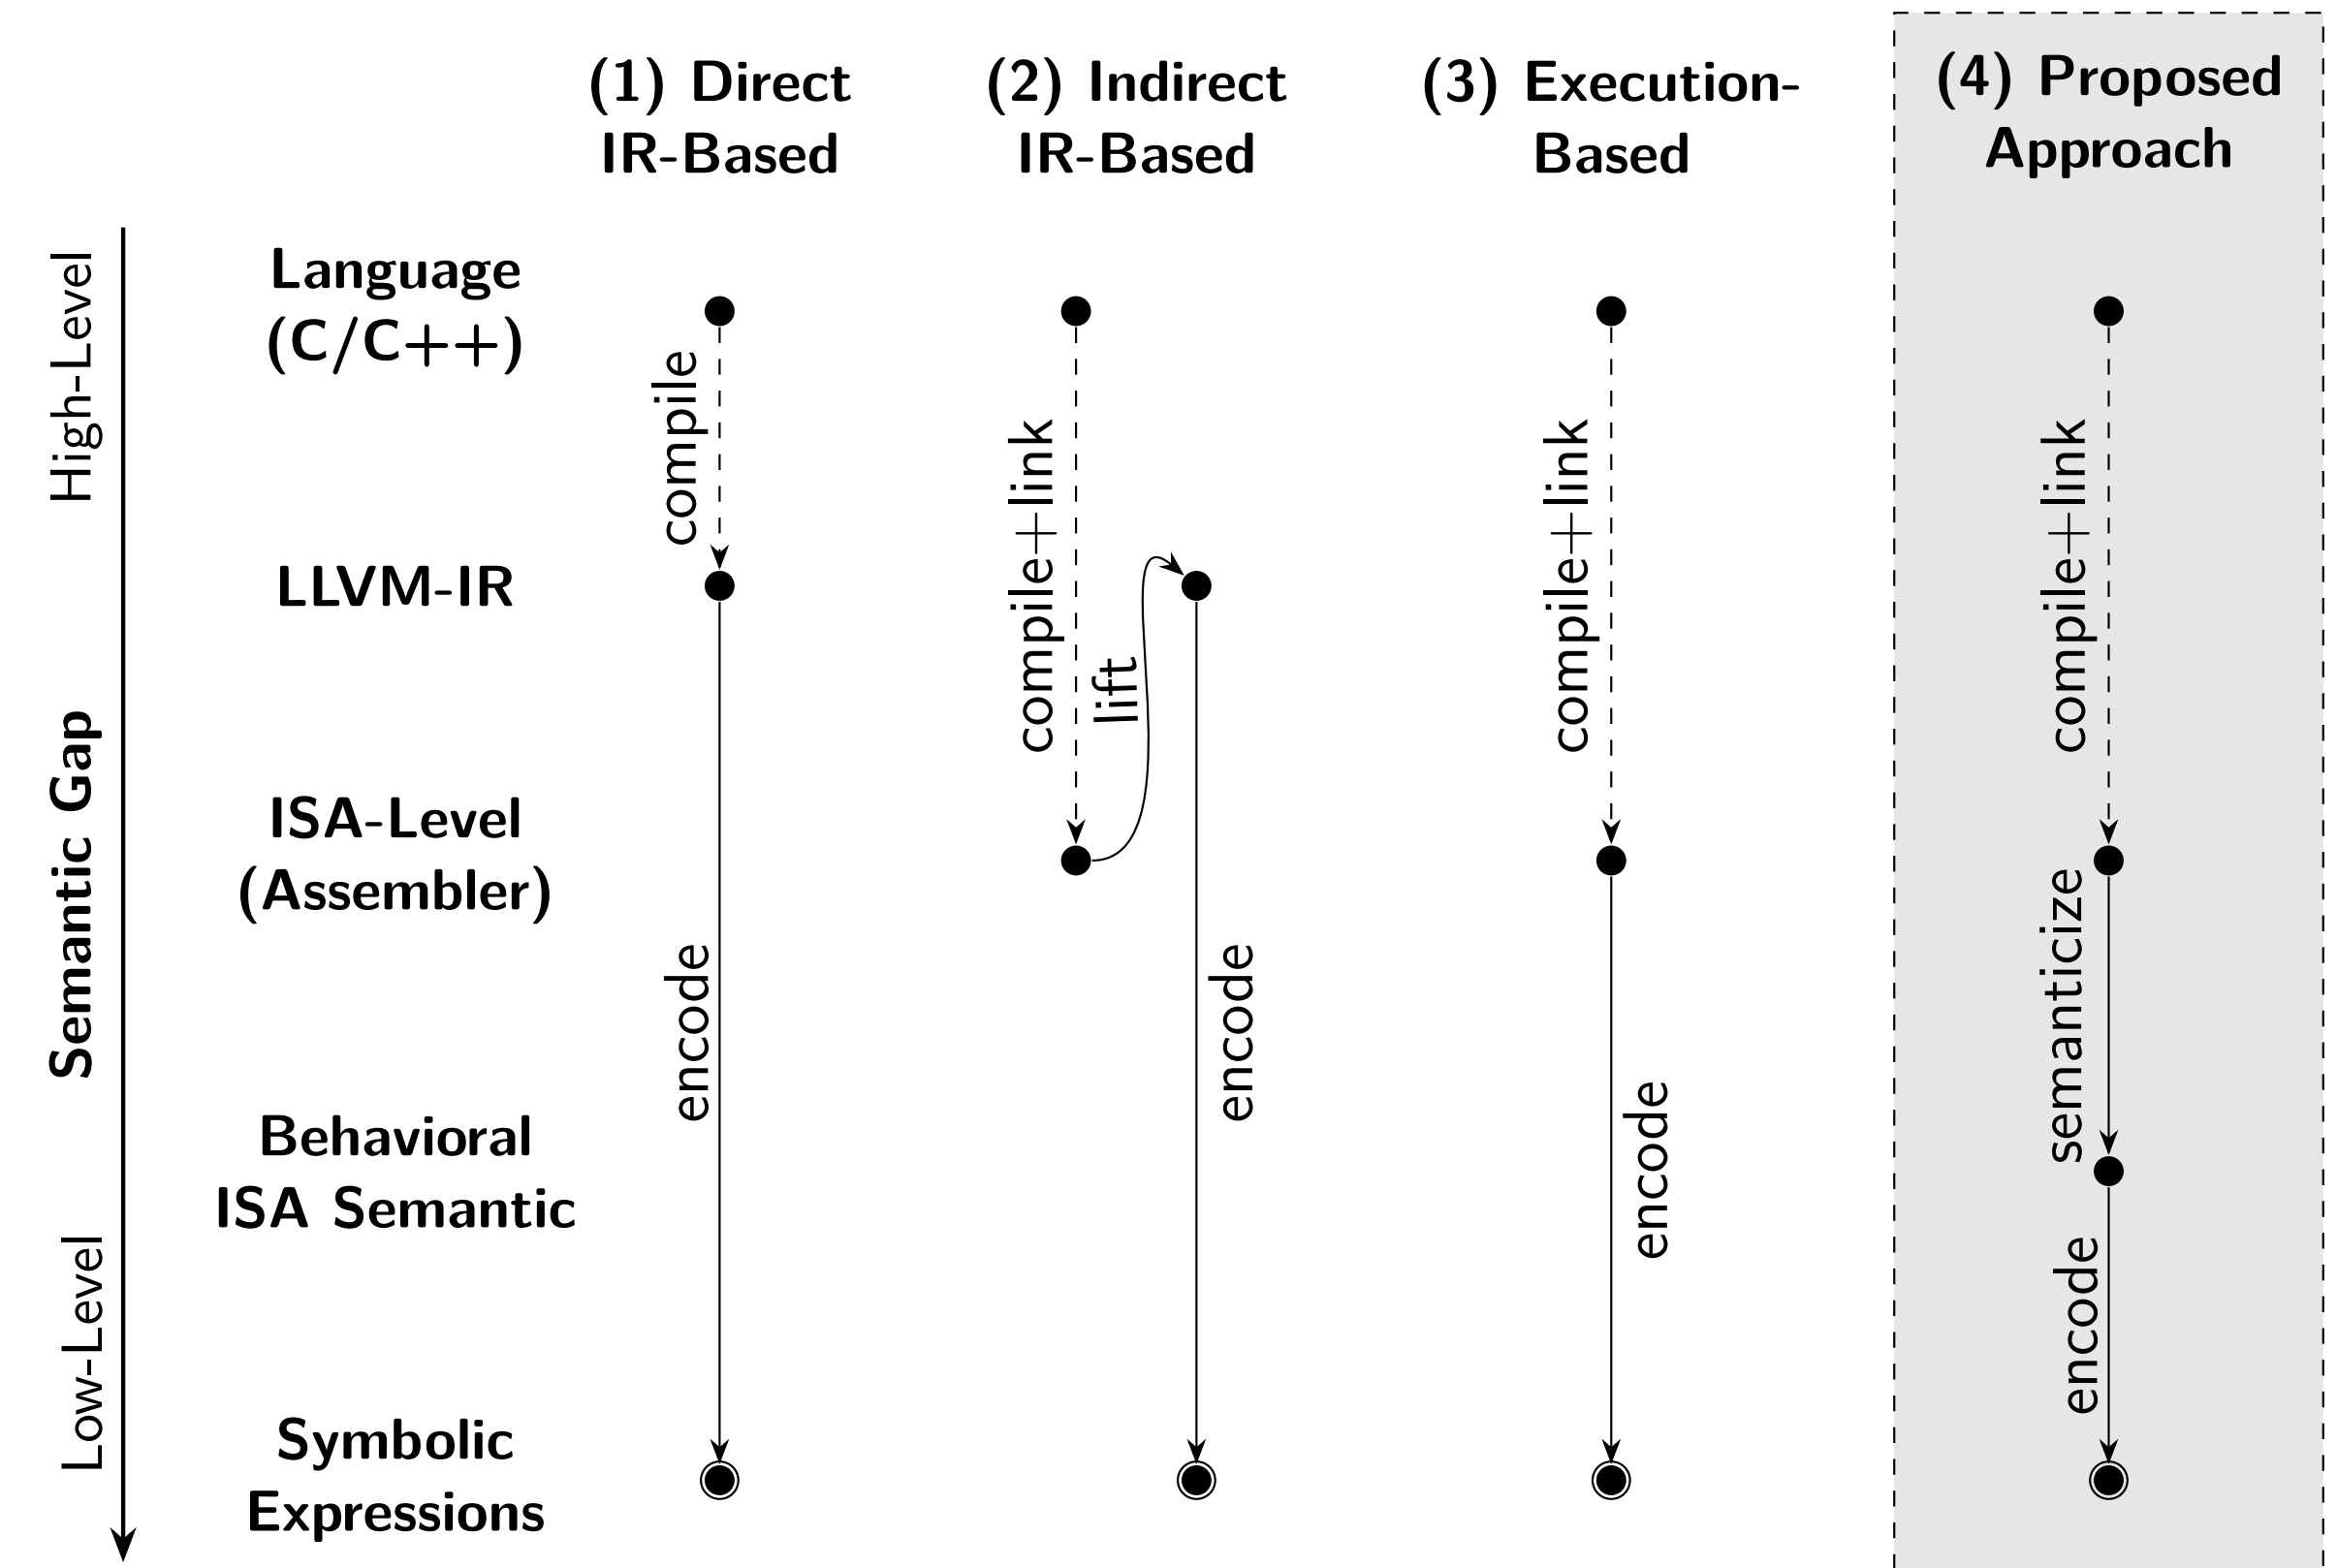 (1) Direct
IR-Based
(2) Indirect
IR-Based
(3) Execution-
Based
(4) Proposed
Approach
High-Level
Semantic Gap
Low-Level
Language
(C/C++)
LLVM-IR
ISA-Level
(Assembler)
Behavioral
ISA Semantic
Symbolic
Expressions
compile
encode
compile+link
lift
encode
compile+link
encode
compile+link
semanticize
encode